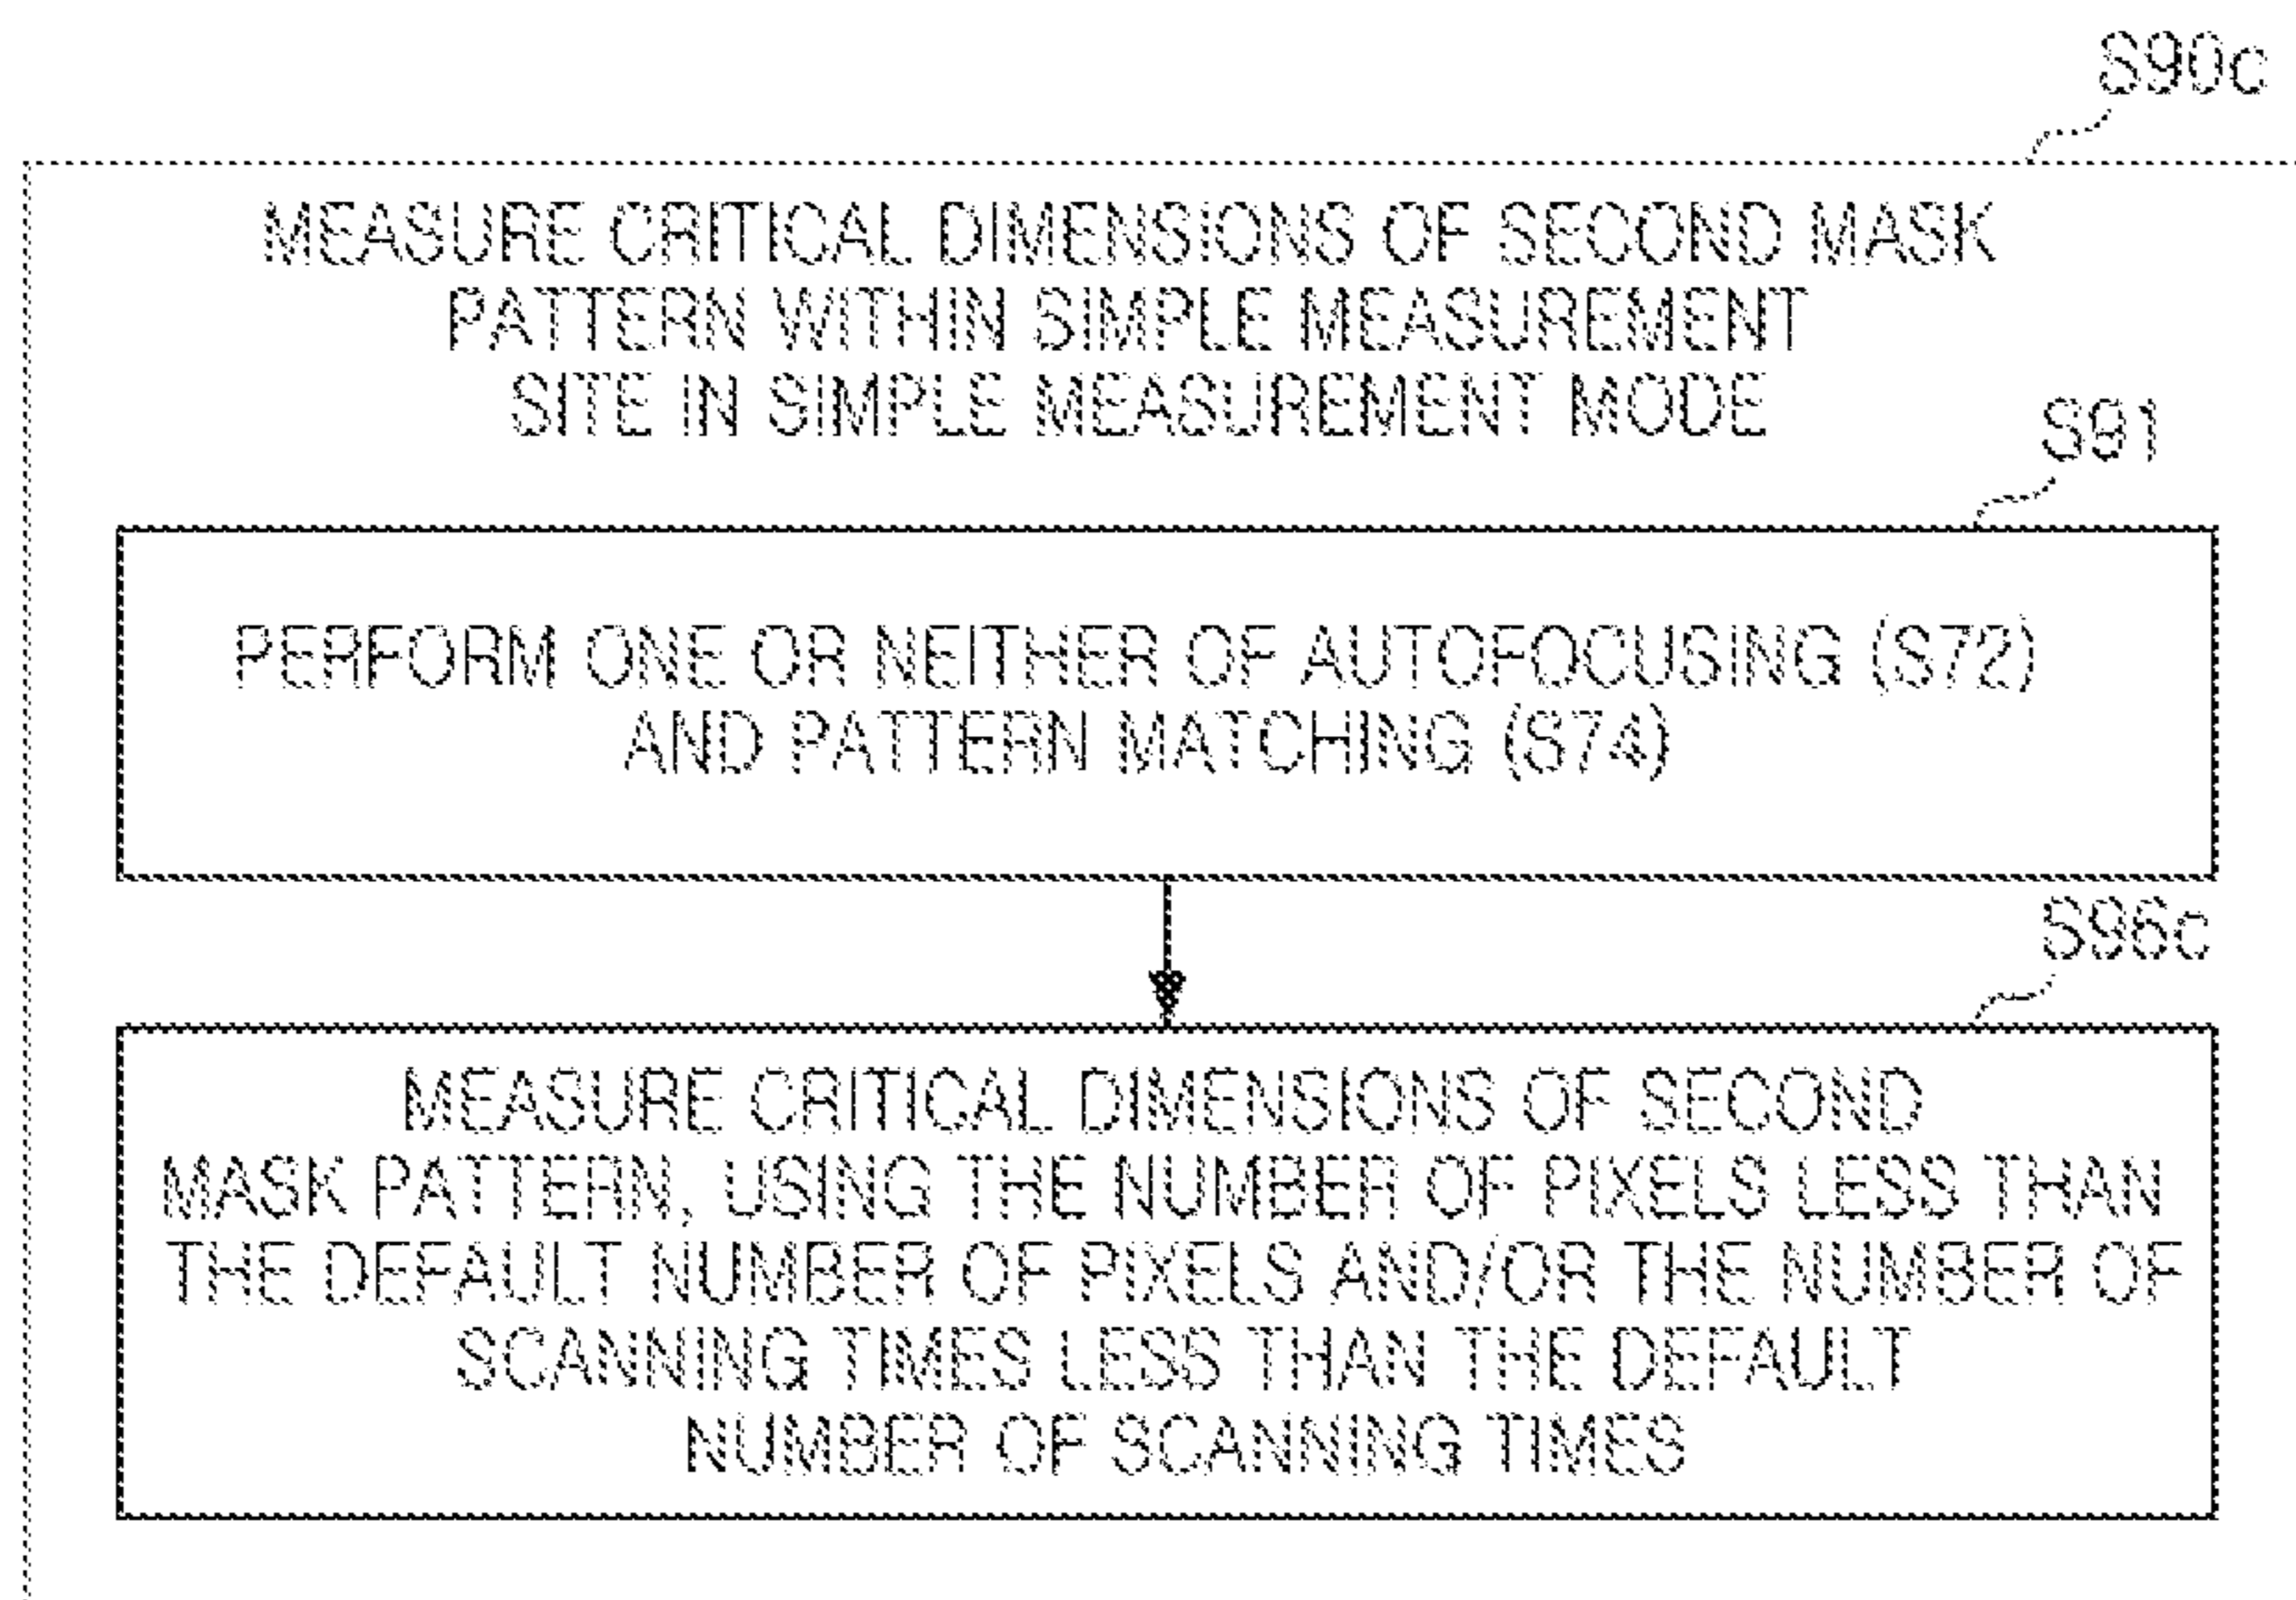 S90c
MEASURE CRITICAL DIMENSIONS OF SECOND MASK
PATTERN WITHIN SIMPLE MEASUREMENT
SITE IN SIMPLE MEASUREMENT MODE
S91
PERFORM ONE OR NEITHER OF AUTOFOCUSING (S72)
AND PATTERN MATCHING (S74)
S96c
MEASURE CRITICAL DIMENSIONS OF SECOND
MASK PATTERN, USING THE NUMBER OF PIXELS LESS THAN
THE DEFAULT NUMBER OF PIXELS AND/OR THE NUMBER OF
SCANNING TIMES LESS THAN THE DEFAULT
NUMBER OF SCANNING TIMES